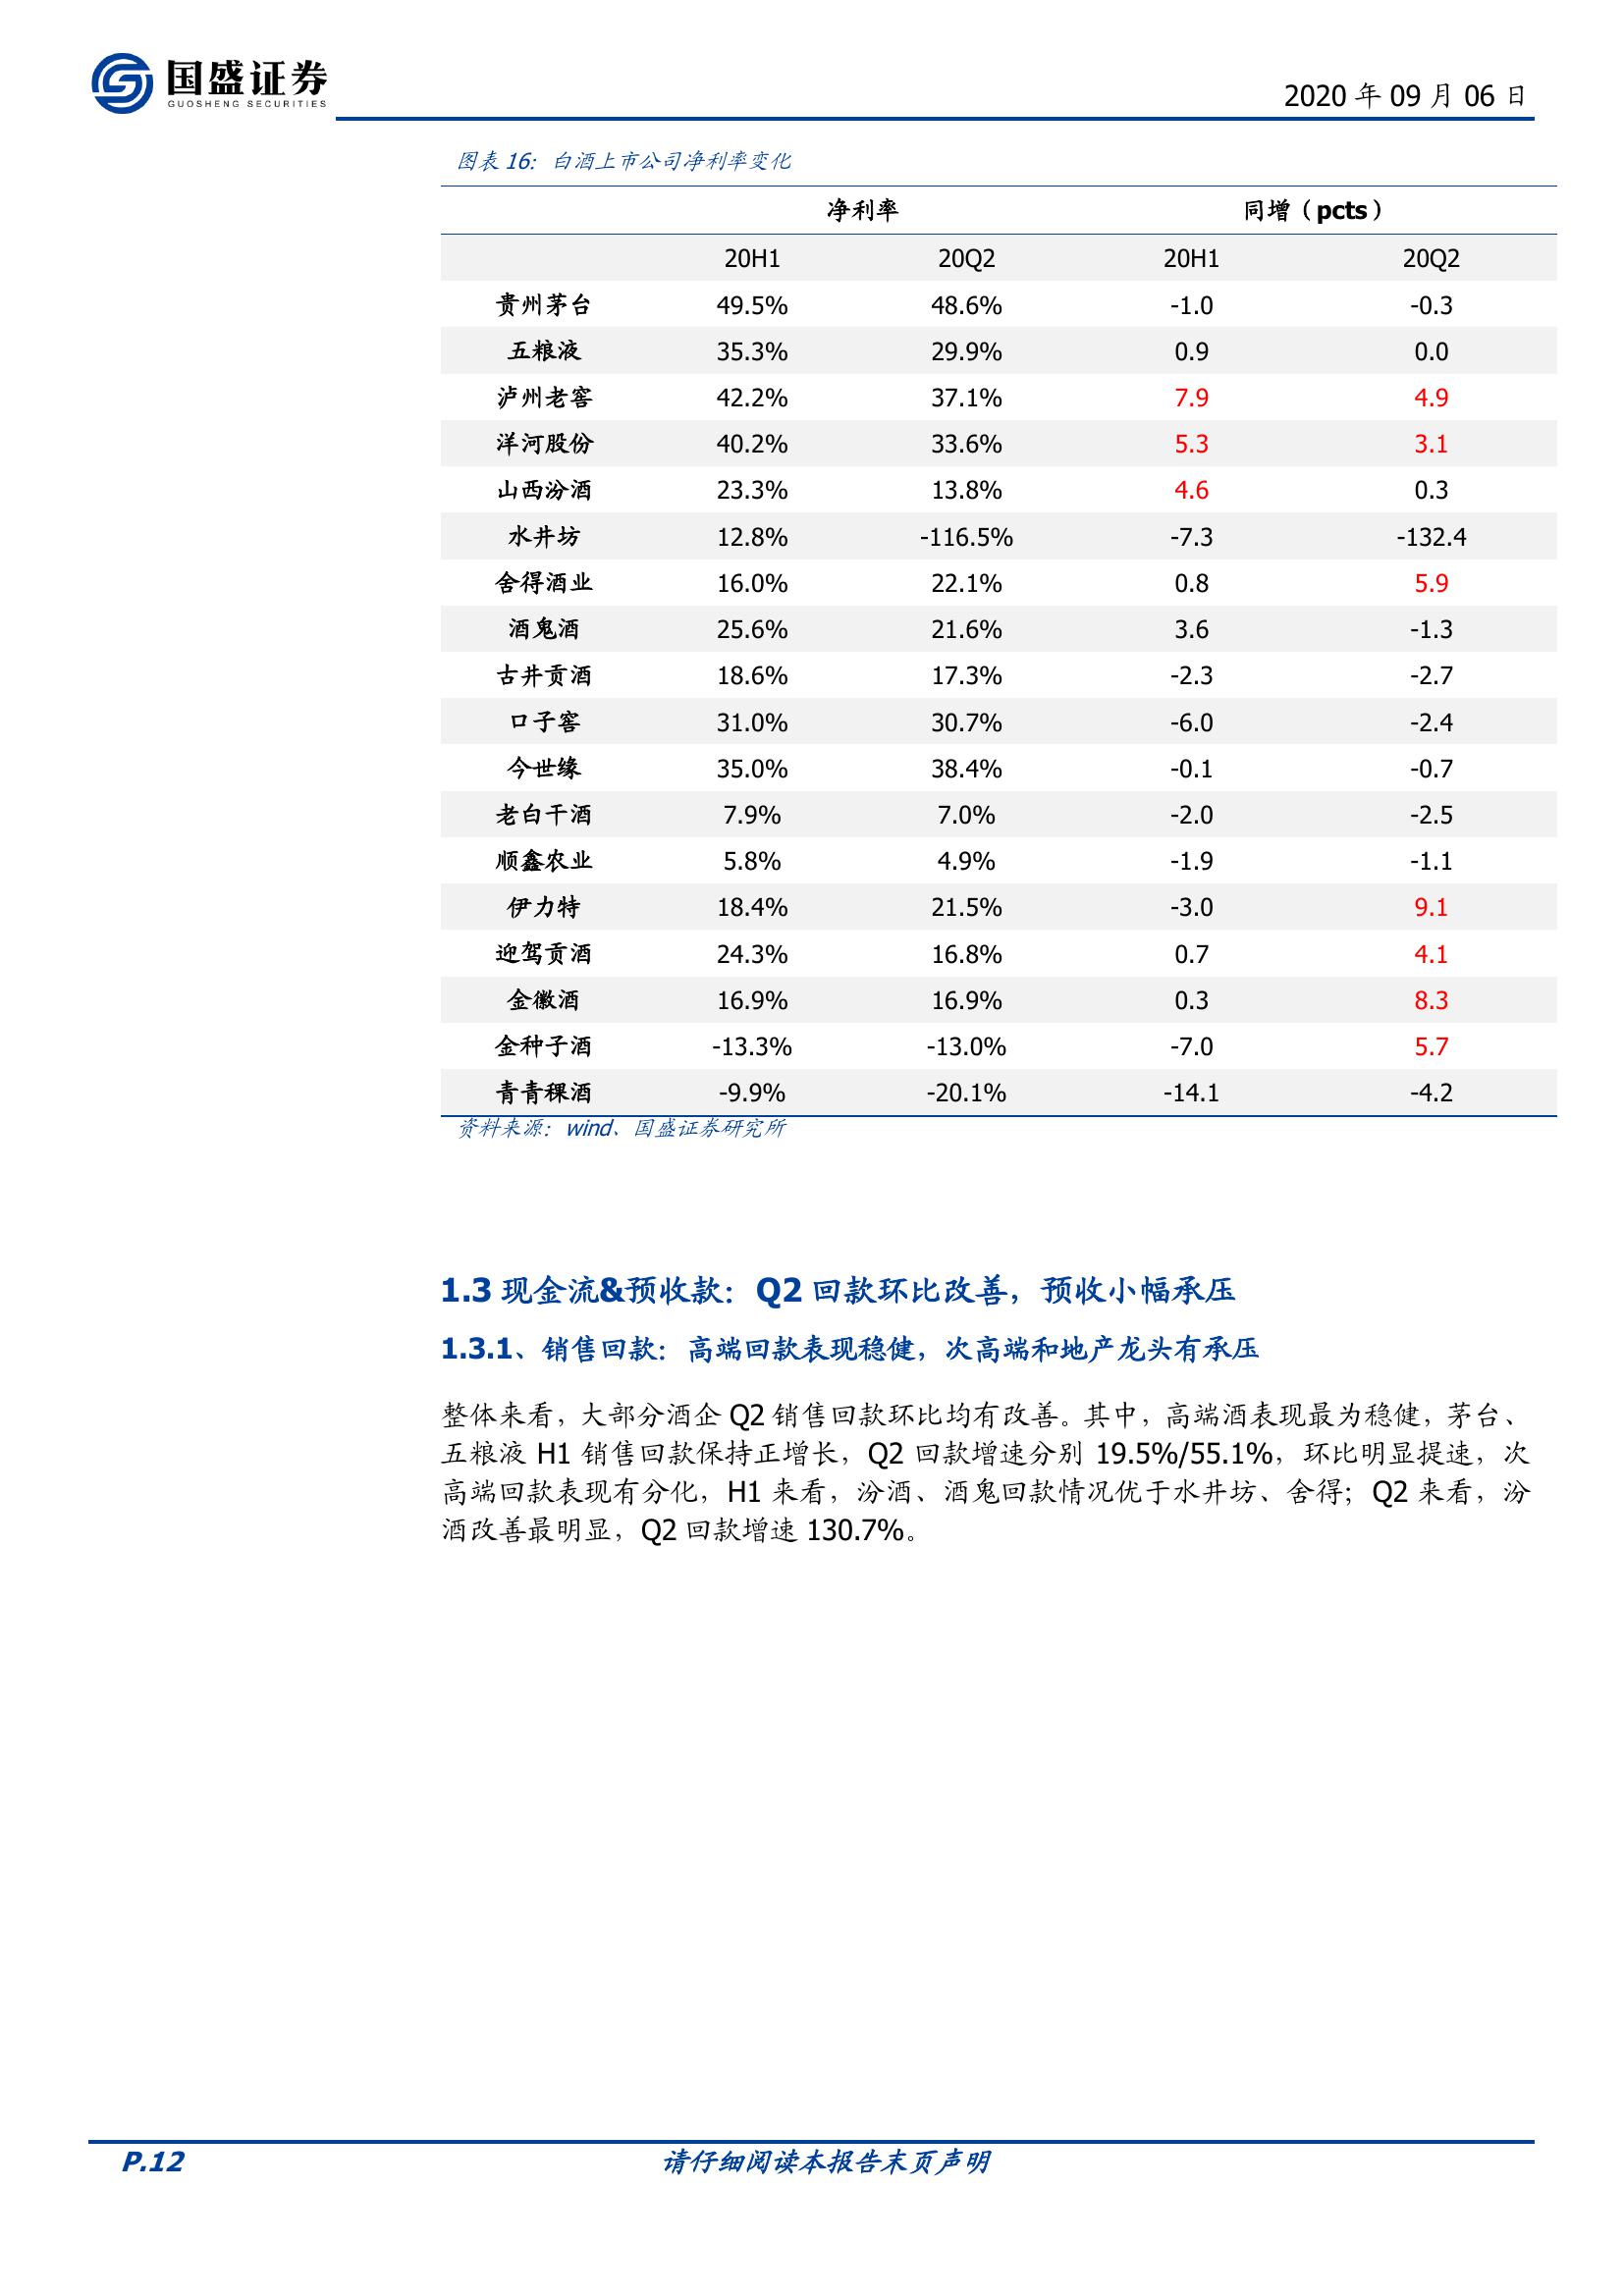 国盛证券
GUOSHENG SECURITIES
2020 年 09 月 06 日
图表 16：白酒上市公司净利率变化
净利率 同增（pcts）
20H1 20Q2 20H1 20Q2
贵州茅台 49.5% 48.6% -1.0 -0.3
五粮液 35.3% 29.9% 0.9 0.0
泸州老窖 42.2% 37.1% 7.9 4.9
洋河股份 40.2% 33.6% 5.3 3.1
山西汾酒 23.3% 13.8% 4.6 0.3
水井坊 12.8% -116.5% -7.3 -132.4
舍得酒业 16.0% 22.1% 0.8 5.9
酒鬼酒 25.6% 21.6% 3.6 -1.3
古井贡酒 18.6% 17.3% -2.3 -2.7
口子窖 31.0% 30.7% -6.0 -2.4
今世缘 35.0% 38.4% -0.1 -0.7
老白干酒 7.9% 7.0% -2.0 -2.5
顺鑫农业 5.8% 4.9% -1.9 -1.1
伊力特 18.4% 21.5% -3.0 9.1
迎驾贡酒 24.3% 16.8% 0.7 4.1
金徽酒 16.9% 16.9% 0.3 8.3
金种子酒 -13.3% -13.0% -7.0 5.7
青青稞酒 -9.9% -20.1% -14.1 -4.2
资料来源：wind、国盛证券研究所
1.3 现金流&预收款：Q2 回款环比改善，预收小幅承压
1.3.1、销售回款：高端回款表现稳健，次高端和地产龙头有承压
整体来看，大部分酒企 Q2 销售回款环比均有改善。其中，高端酒表现最为稳健，茅台、
五粮液 H1 销售回款保持正增长，Q2 回款增速分别 19.5%/55.1%，环比明显提速，次
高端回款表现有分化，H1 来看，汾酒、酒鬼回款情况优于水井坊、舍得；Q2 来看，汾
酒改善最明显，Q2 回款增速 130.7%。
P.12 请仔细阅读本报告末页声明